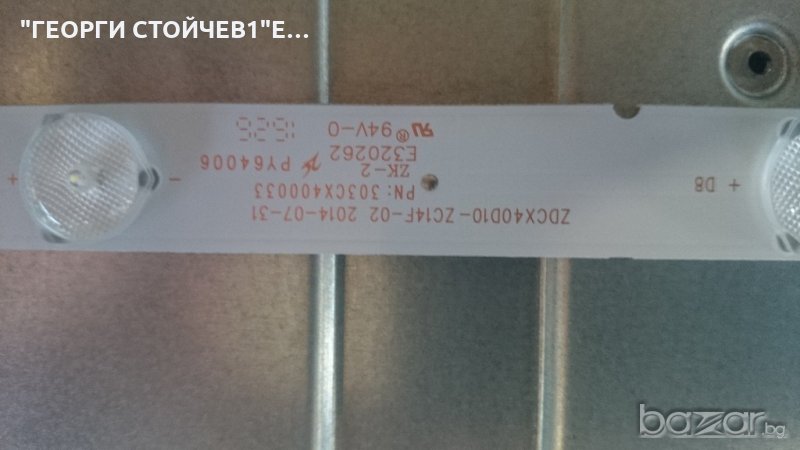 "ГЕОРГИ СТОЙЧЕВ1"Е...
ZDCX40D10-ZC14F-02 2014-07-31
PN: 303CX400033
ZK-2 PY64006
E320262
® 94V-0
+
-
D8 +
bazar.bg